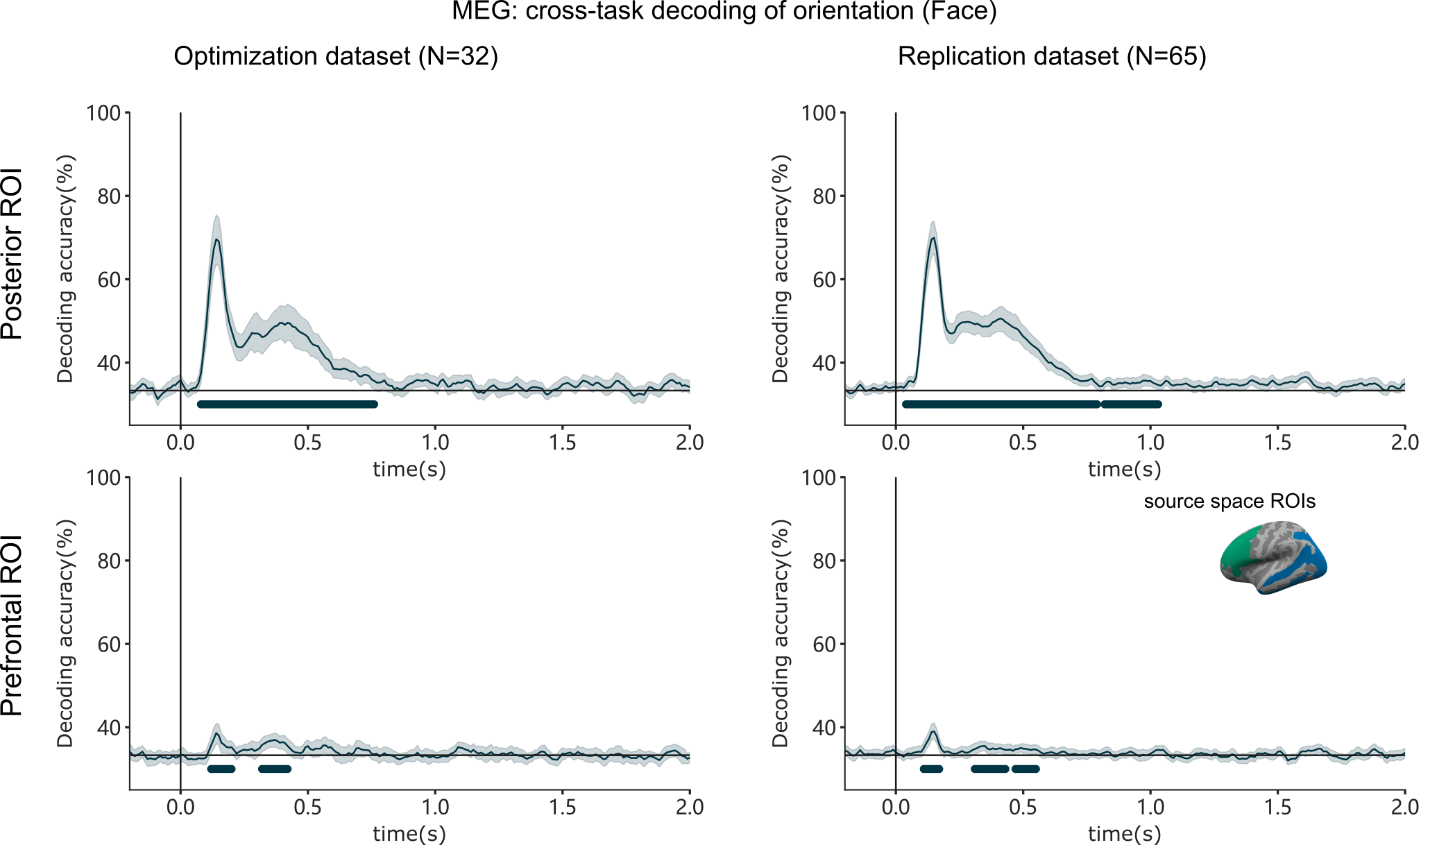 MEG: cross-task decoding of orientation (Face)
Optimization dataset (N=32)
Replication dataset (N=65)
Posterior ROI
Decoding accuracy(%)
100
80
60
40
0.0 0.5 1.0 1.5 2.0
time(s)
Decoding accuracy(%)
100
80
60
40
0.0 0.5 1.0 1.5 2.0
time(s)
Prefrontal ROI
Decoding accuracy(%)
100
80
60
40
0.0 0.5 1.0 1.5 2.0
time(s)
Decoding accuracy(%)
100
80
60
40
source space ROIs
0.0 0.5 1.0 1.5 2.0
time(s)